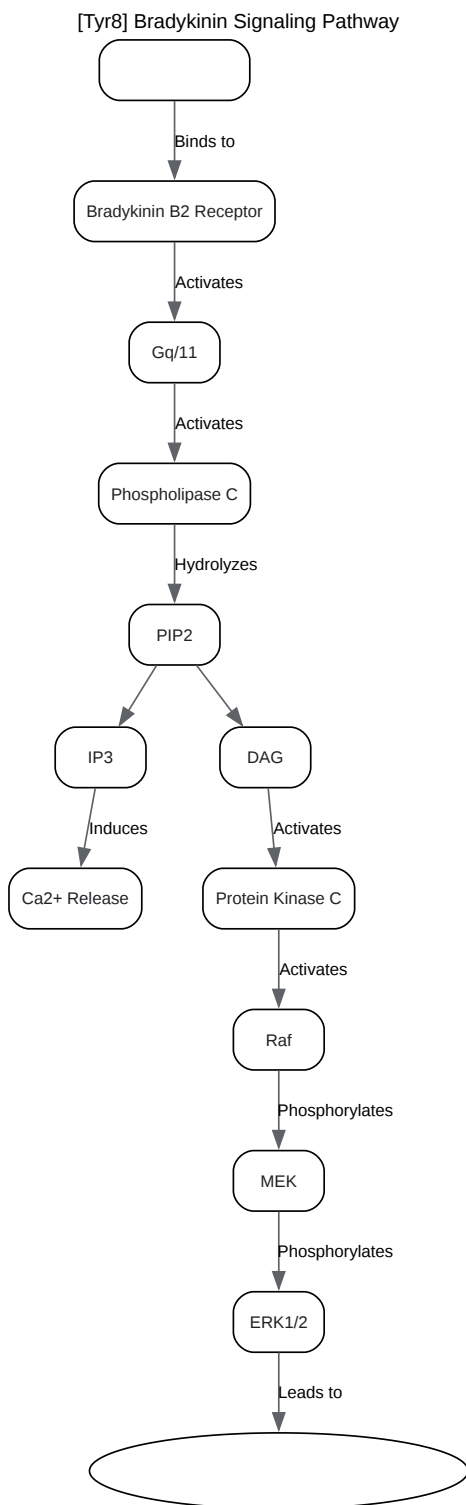 [Tyr8] Bradykinin Signaling Pathway
Binds to
Bradykinin B2 Receptor
Activates
Gq/11
Activates
Phospholipase C
Hydrolyzes
PIP2
IP3
DAG
Induces
Activates
Ca2+ Release
Protein Kinase C
Activates
Raf
Phosphorylates
MEK
Phosphorylates
ERK1/2
Leads to